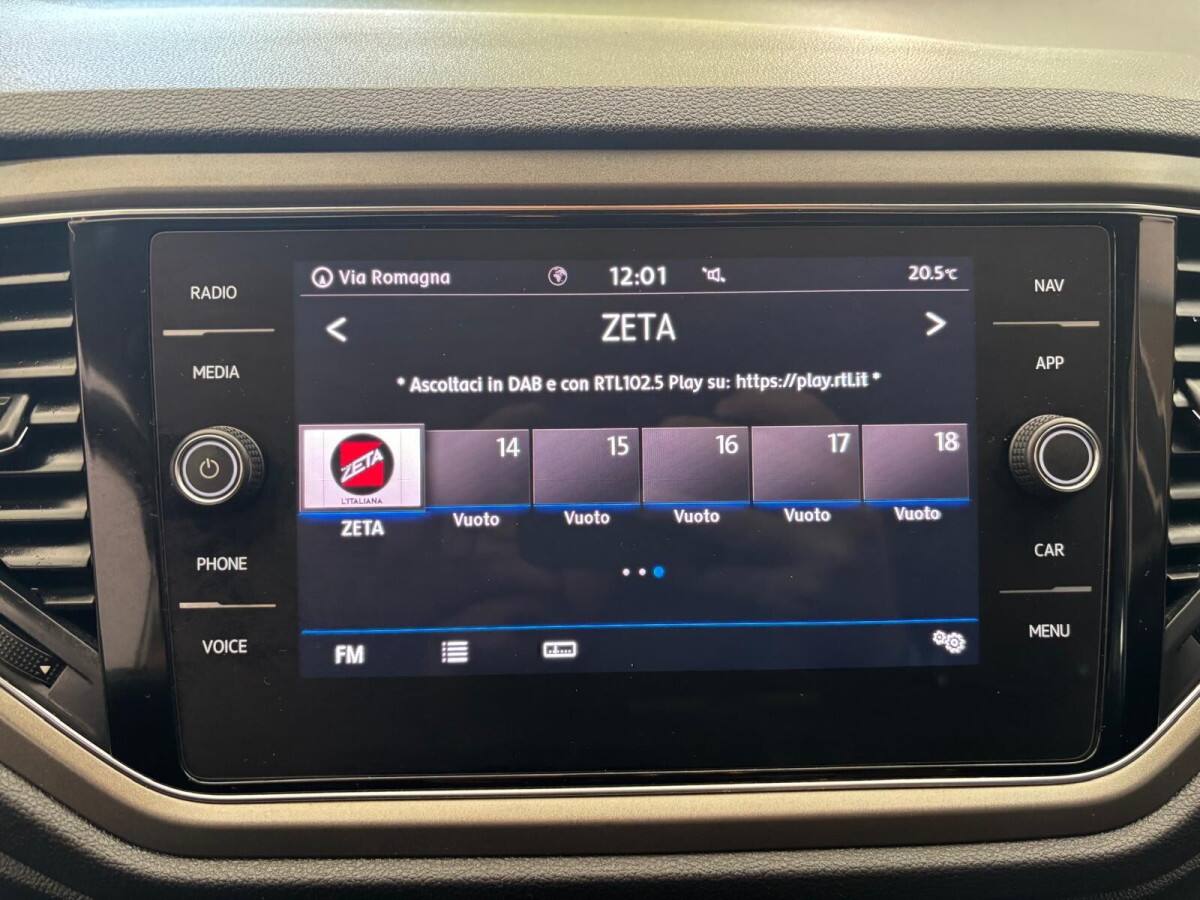 Via Romagna 12:01 20.5°C
RADIO
NAV
< ZETA >
MEDIA
APP
* Ascoltaci in DAB e con RTL102.5 Play su: https://play.rtl.it *
ZETA
L'ITALIANA
14 15 16 17 18
ZETA Vuoto Vuoto Vuoto Vuoto Vuoto
PHONE
CAR
VOICE
MENU
FM